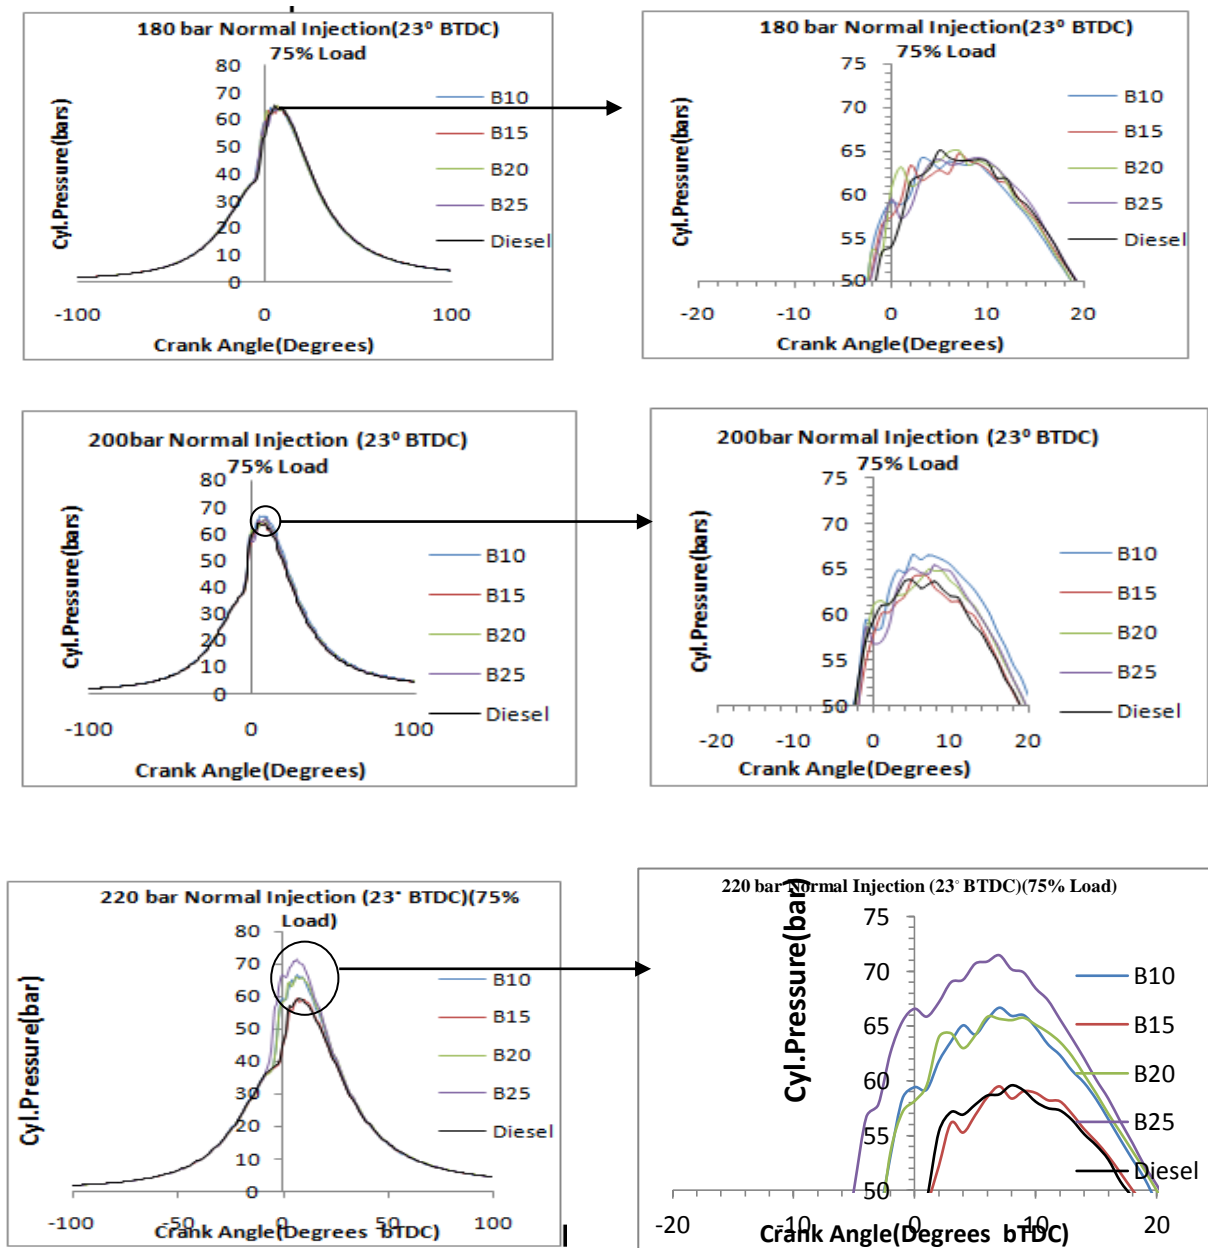 180 bar Normal Injection(23⁰ BTDC)
75% Load
Cyl.Pressure(bars)
80
70
60
50
40
30
20
10
0
-100
0
100
Crank Angle(Degrees)
B10
B15
B20
B25
Diesel
180 bar Normal Injection(23⁰ BTDC)
75% Load
Cyl.Pressure(bars)
75
70
65
60
55
50
-20
-10
0
10
20
Crank Angle(Degrees)
B10
B15
B20
B25
Diesel
200bar Normal Injection (23⁰ BTDC)
75% Load
Cyl.Pressure(bars)
80
70
60
50
40
30
20
10
0
-100
0
100
Crank Angle(Degrees)
B10
B15
B20
B25
Diesel
200bar Normal Injection (23⁰ BTDC)
75% Load
Cyl.Pressure(bars)
75
70
65
60
55
50
-20
-10
0
10
20
Crank Angle(Degrees)
B10
B15
B20
B25
Diesel
220 bar Normal Injection (23° BTDC)(75%
Load)
Cyl.Pressure(bar)
80
70
60
50
40
30
20
10
0
-100
-50
0
50
100
Crank Angle(Degrees bTDC)
B10
B15
B20
B25
Diesel
220 bar Normal Injection (23° BTDC)(75% Load)
Cyl.Pressure(bar)
75
70
65
60
55
50
-20
-10
0
10
20
Crank Angle(Degrees bTDC)
B10
B15
B20
B25
Diesel